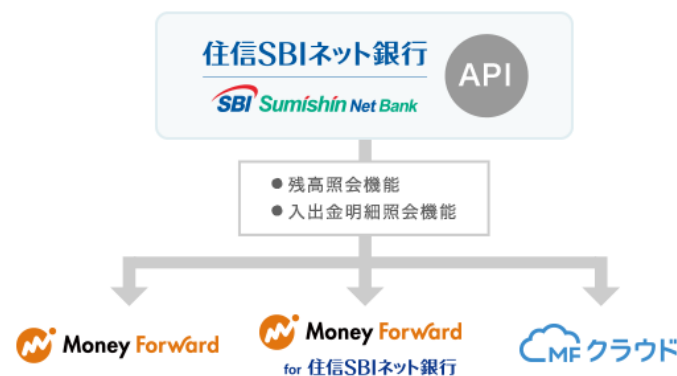 住信SBIネット銀行
API
SBI Sumishin Net Bank
●残高照会機能
●入出金明細照会機能
Money Forward
Money Forward
for 住信SBIネット銀行
MFクラウド